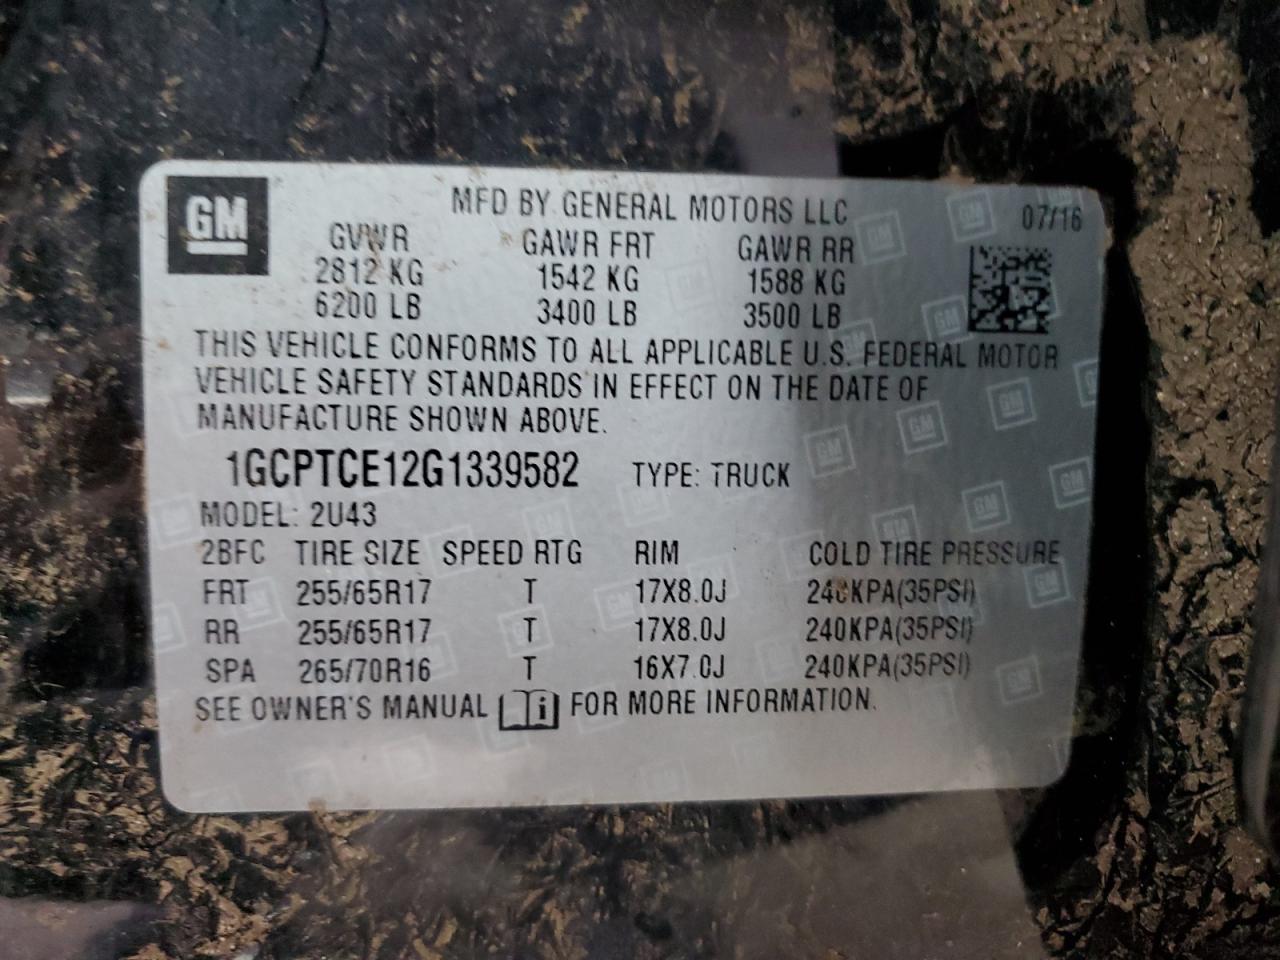 GM
MFD BY GENERAL MOTORS LLC 07/16
GVWR GAWR FRT GAWR RR
2812 KG 1542 KG 1588 KG
6200 LB 3400 LB 3500 LB
THIS VEHICLE CONFORMS TO ALL APPLICABLE U.S. FEDERAL MOTOR
VEHICLE SAFETY STANDARDS IN EFFECT ON THE DATE OF
MANUFACTURE SHOWN ABOVE.
1GCPTCE12G1339582 TYPE: TRUCK
MODEL: 2U43
2BFC TIRE SIZE SPEED RTG RIM COLD TIRE PRESSURE
FRT 255/65R17 T 17X8.0J 240KPA(35PSI)
RR 255/65R17 T 17X8.0J 240KPA(35PSI)
SPA 265/70R16 T 16X7.0J 240KPA(35PSI)
SEE OWNER'S MANUAL i FOR MORE INFORMATION.